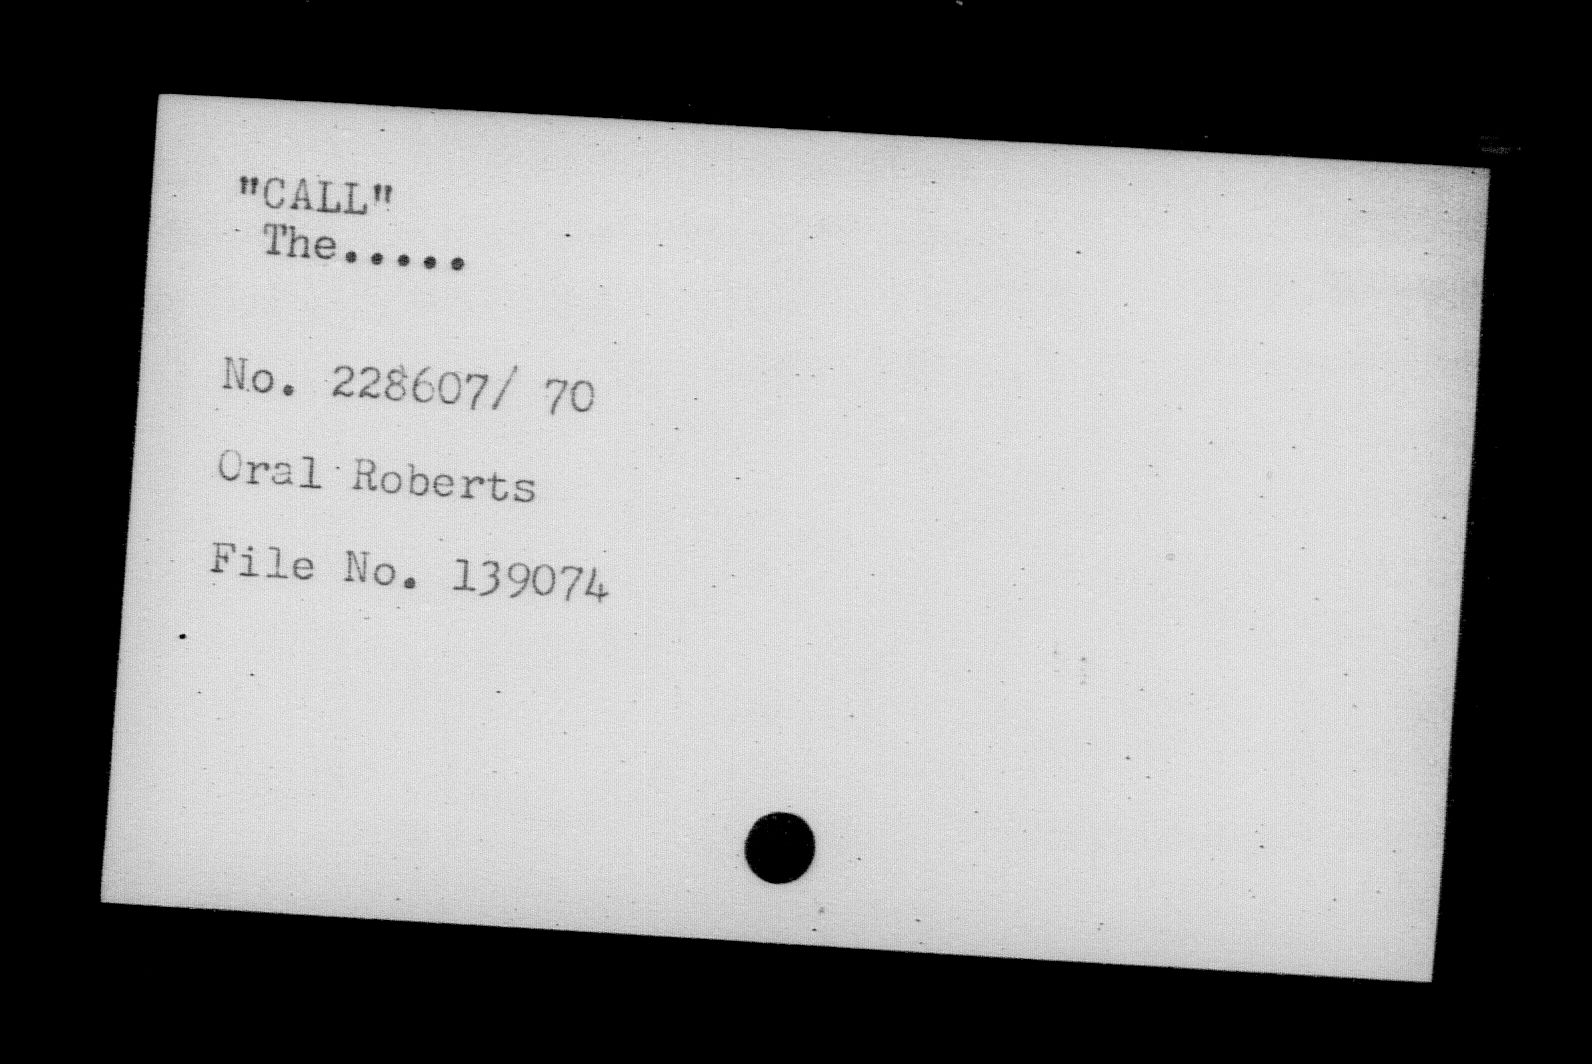 "CALL"
The.....
No. 228607/ 70
Oral Roberts
File No. 139074